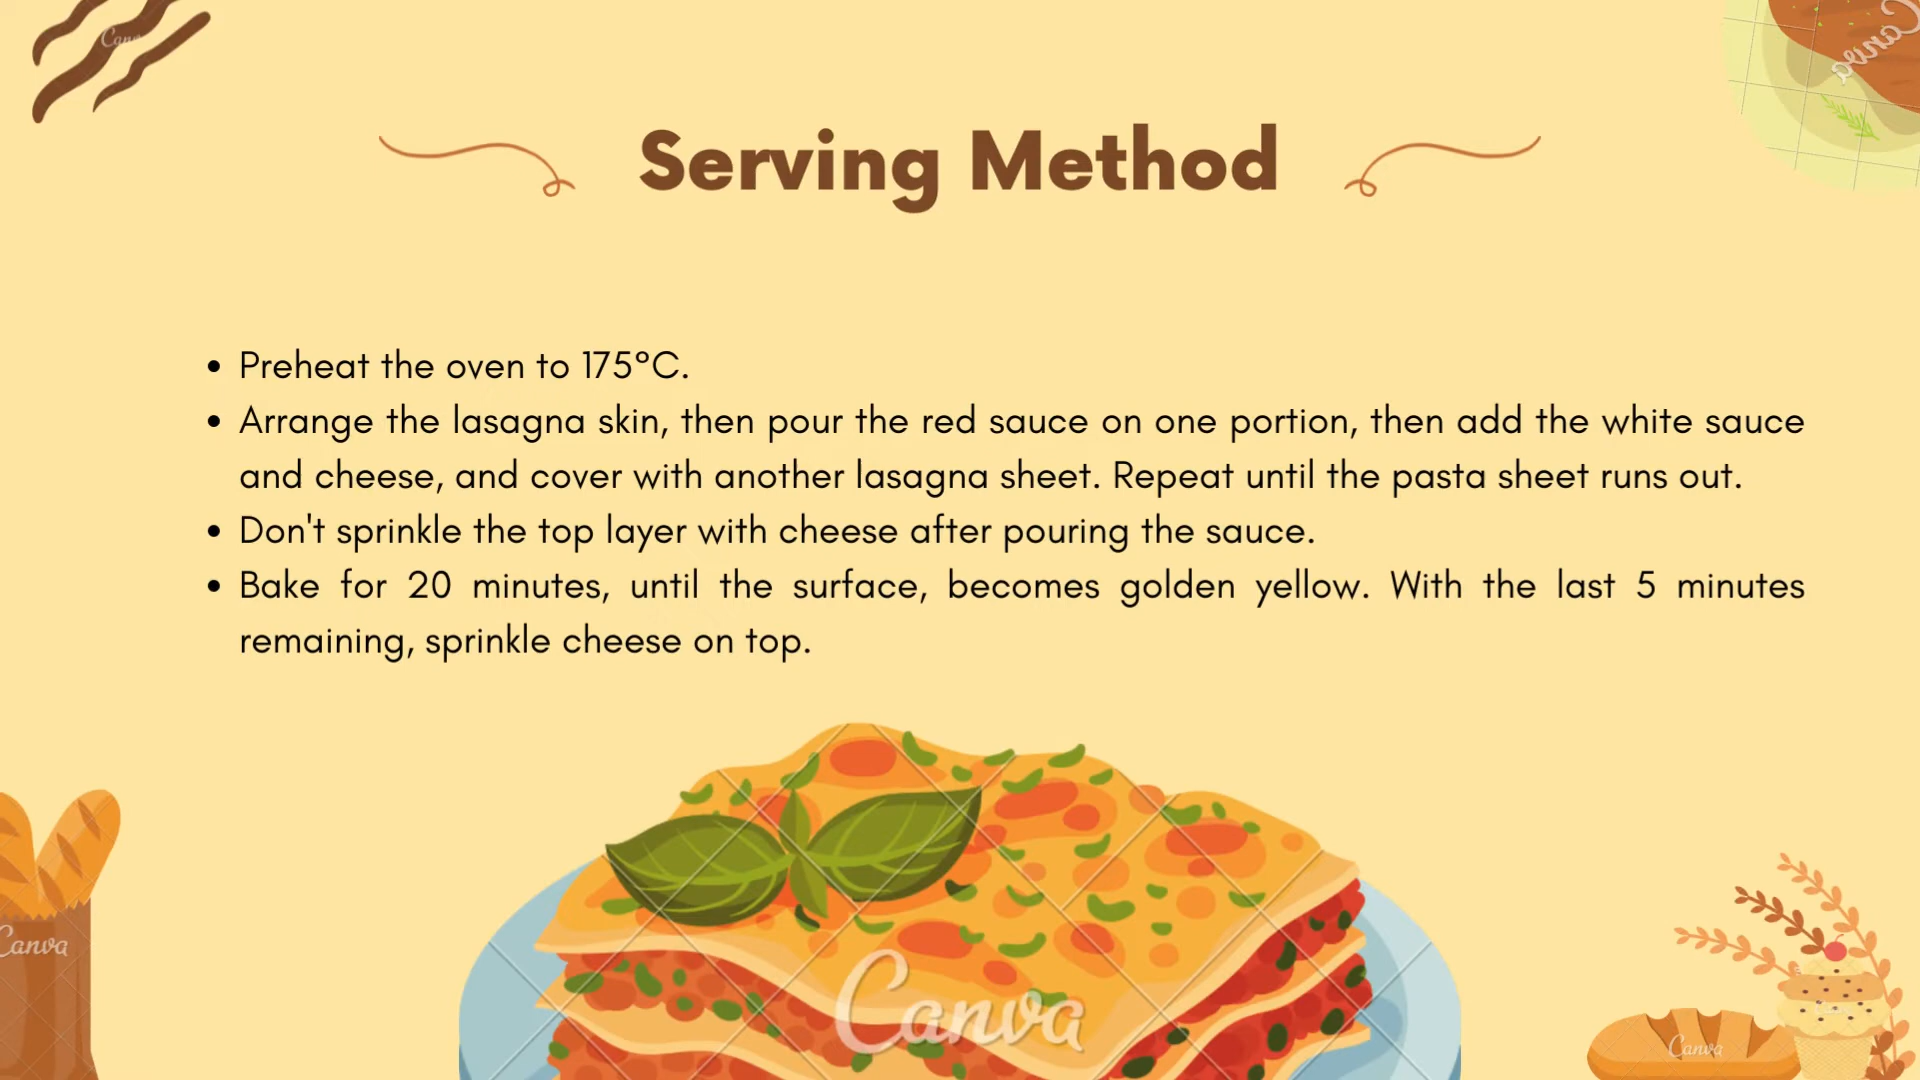 Serving Method
• Preheat the oven to 175°C.
• Arrange the lasagna skin, then pour the red sauce on one portion, then add the white sauce
and cheese, and cover with another lasagna sheet. Repeat until the pasta sheet runs out.
• Don't sprinkle the top layer with cheese after pouring the sauce.
• Bake for 20 minutes, until the surface, becomes golden yellow. With the last 5 minutes
remaining, sprinkle cheese on top.
Canva
Canva
Canva
Canva
Canva